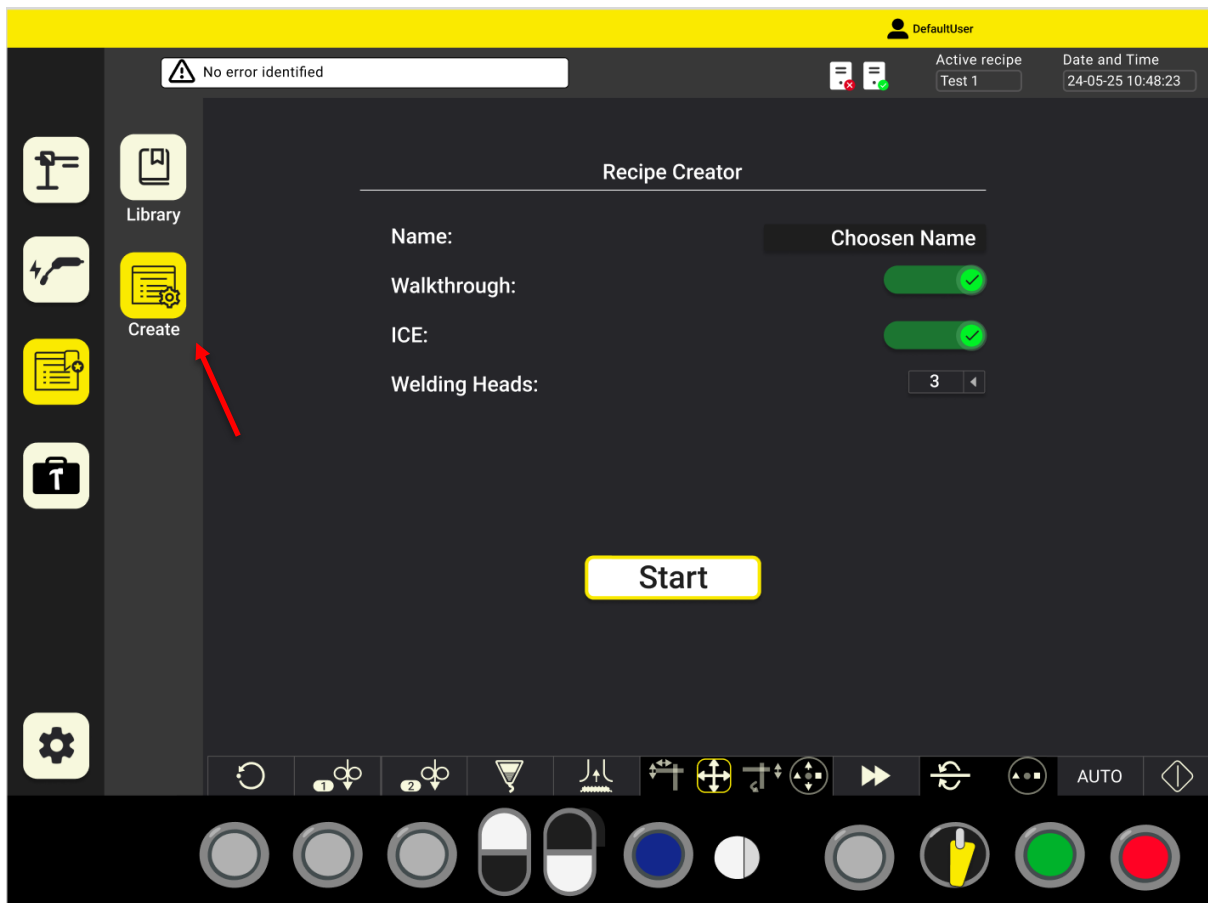 DefaultUser
No error identified
Active recipe
Test 1
Date and Time
24-05-25 10:48:23
Library
Create
Recipe Creator
Name:
Choosen Name
Walkthrough:
ICE:
Welding Heads:
3
Start
1
2
AUTO